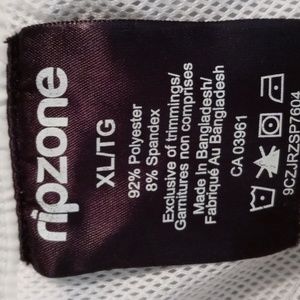 ripzone
XL/TG
92% Polyester
8% Spandex
Exclusive of trimmings/
Garnitures non comprises
Made In Bangladesh/
Fabriqué Au Bangladesh
CA 03961
9CZJRZSP7604